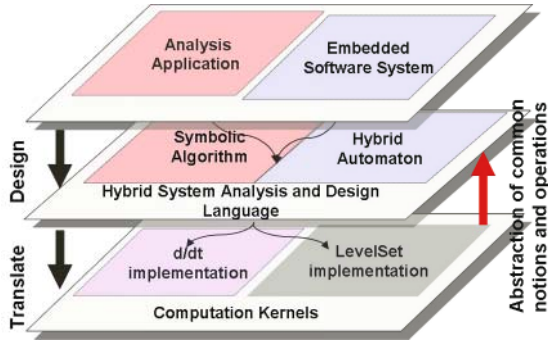 Analysis
Application
Embedded
Software System
Design
Symbolic
Algorithm
Hybrid
Automaton
Hybrid System Analysis and Design
Language
Translate
d/dt
implementation
LevelSet
implementation
Computation Kernels
Abstraction of common
notions and operations